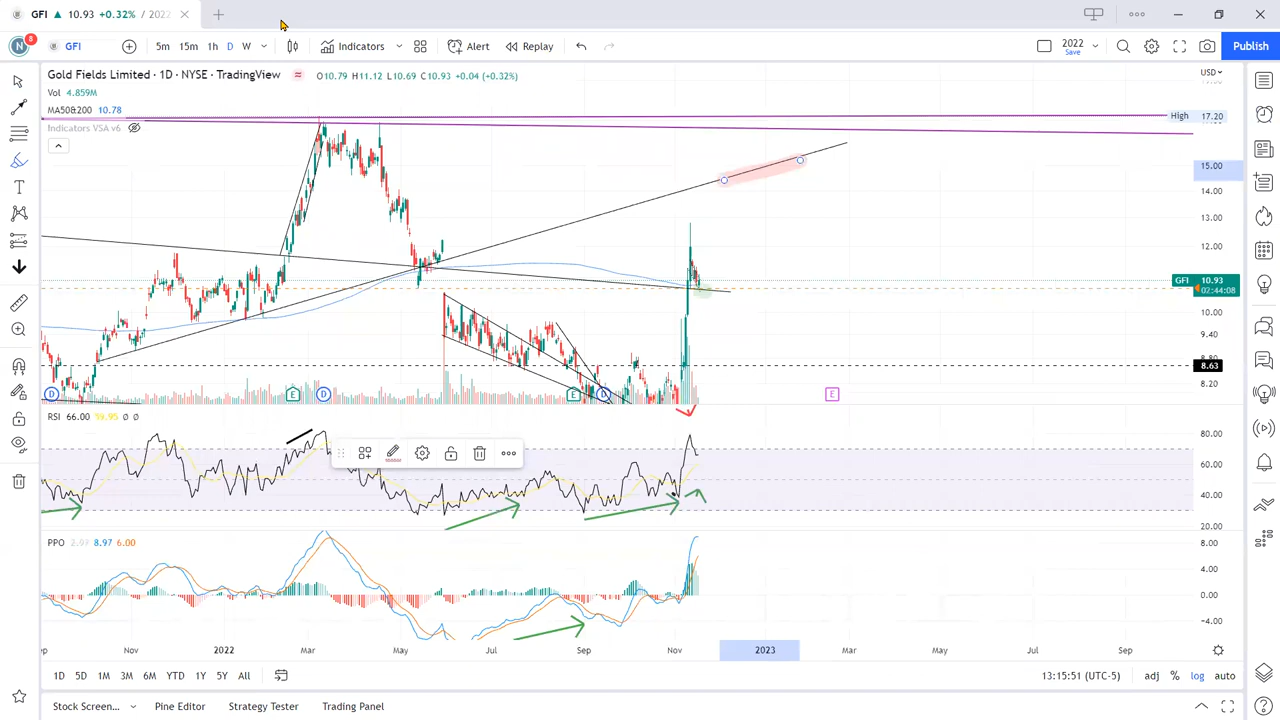 GFI ▲ 10.93 +0.32% / 2022
N 8 GFI 5m 15m 1h D W Indicators Alert Replay 2022 Save Publish
Gold Fields Limited · 1D · NYSE · TradingView O10.79 H11.12 L10.69 C10.93 +0.04 (+0.32%) USD
Vol 4.859M
MA50&200 10.78
High 17.20
Indicators VSA v6
15.00
14.00
13.00
12.00
GFI 10.93
02:44:08
10.00
9.40
8.63
8.20
D E D E D E
RSI 66.00 ∅ ∅
80.00
60.00
40.00
20.00
PPO 2.97 8.97 6.00
8.00
4.00
0.00
−4.00
Nov 2022 Mar May Jul Sep Nov 2023 Mar May Jul Sep
1D 5D 1M 3M 6M YTD 1Y 5Y All 13:15:51 (UTC-5) adj % log auto
Stock Screen... Pine Editor Strategy Tester Trading Panel